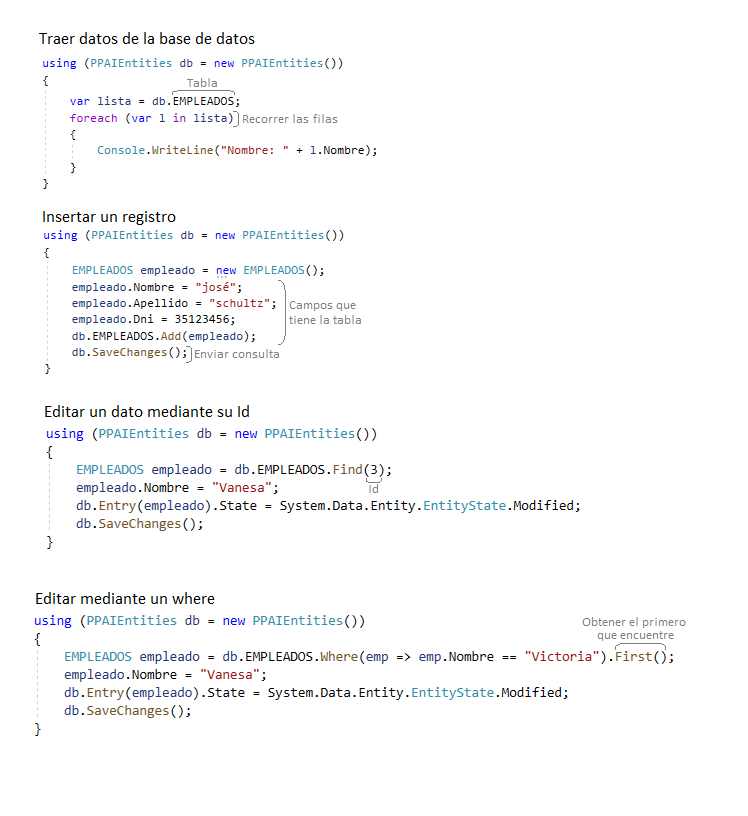 Traer datos de la base de datos
using (PPAIEntities db = new PPAIEntities())
{
Tabla
var lista = db.EMPLEADOS;
foreach (var l in lista) Recorrer las filas
{
Console.WriteLine("Nombre: " + l.Nombre);
}
}
Insertar un registro
using (PPAIEntities db = new PPAIEntities())
{
EMPLEADOS empleado = new EMPLEADOS();
empleado.Nombre = "josé";
empleado.Apellido = "schultz"; Campos que
empleado.Dni = 35123456; tiene la tabla
db.EMPLEADOS.Add(empleado);
db.SaveChanges(); Enviar consulta
}
Editar un dato mediante su Id
using (PPAIEntities db = new PPAIEntities())
{
EMPLEADOS empleado = db.EMPLEADOS.Find(3);
empleado.Nombre = "Vanesa"; Id
db.Entry(empleado).State = System.Data.Entity.EntityState.Modified;
db.SaveChanges();
}
Editar mediante un where
using (PPAIEntities db = new PPAIEntities()) Obtener el primero
{ que encuentre
EMPLEADOS empleado = db.EMPLEADOS.Where(emp => emp.Nombre == "Victoria").First();
empleado.Nombre = "Vanesa";
db.Entry(empleado).State = System.Data.Entity.EntityState.Modified;
db.SaveChanges();
}